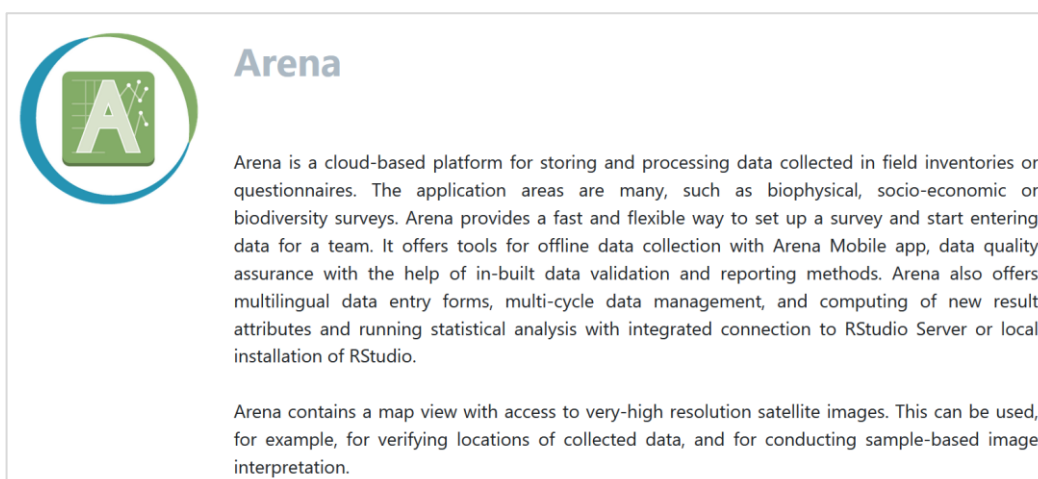 A
Arena
Arena is a cloud-based platform for storing and processing data collected in field inventories or
questionnaires. The application areas are many, such as biophysical, socio-economic or
biodiversity surveys. Arena provides a fast and flexible way to set up a survey and start entering
data for a team. It offers tools for offline data collection with Arena Mobile app, data quality
assurance with the help of in-built data validation and reporting methods. Arena also offers
multilingual data entry forms, multi-cycle data management, and computing of new result
attributes and running statistical analysis with integrated connection to RStudio Server or local
installation of RStudio.
Arena contains a map view with access to very-high resolution satellite images. This can be used,
for example, for verifying locations of collected data, and for conducting sample-based image
interpretation.